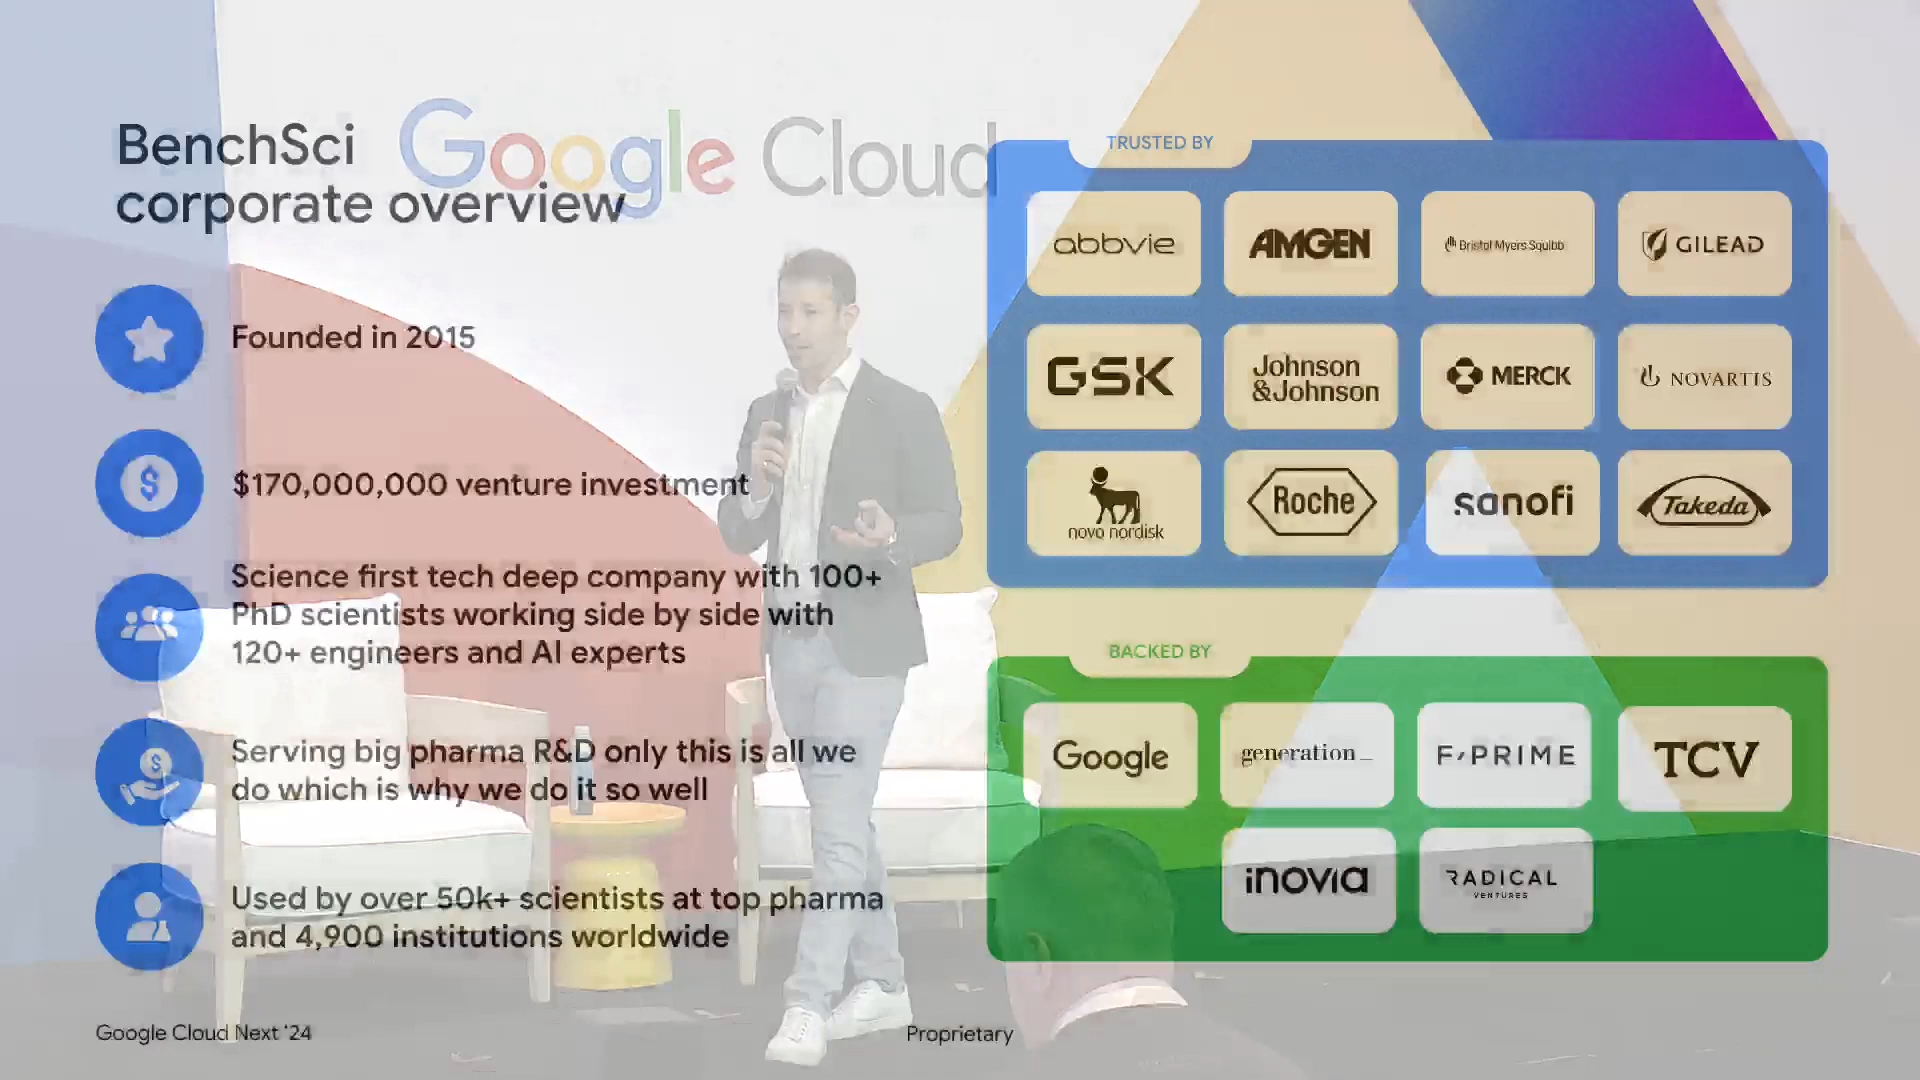 Google Cloud
BenchSci
corporate overview
Founded in 2015
$170,000,000 venture investment
Science first tech deep company with 100+
PhD scientists working side by side with
120+ engineers and AI experts
Serving big pharma R&D only this is all we
do which is why we do it so well
Used by over 50k+ scientists at top pharma
and 4,900 institutions worldwide
TRUSTED BY
abbvie
AMGEN
Bristol Myers Squibb
GILEAD
GSK
Johnson
&Johnson
MERCK
NOVARTIS
novo nordisk
Roche
sanofi
Takeda
BACKED BY
Google
generation_
F/PRIME
TCV
inovia
RADICAL
VENTURES
Google Cloud Next '24
Proprietary